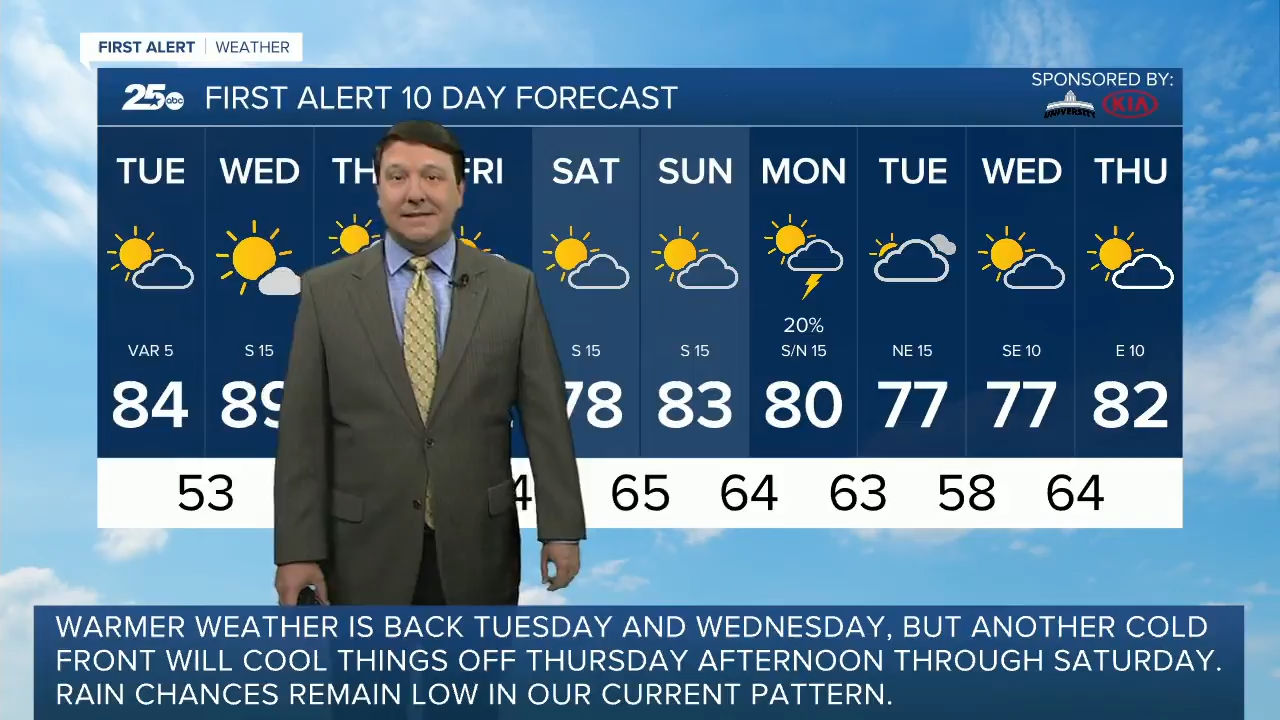 FIRST ALERT WEATHER
25 abc FIRST ALERT 10 DAY FORECAST
SPONSORED BY:
UNIVERSITY KIA
TUE WED FRI SAT SUN MON TUE WED THU
20%
VAR 5 S 15 S 15 S 15 S/N 15 NE 15 SE 10 E 10
84 89 78 83 80 77 77 82
53 65 64 63 58 64
WARMER WEATHER IS BACK TUESDAY AND WEDNESDAY, BUT ANOTHER COLD
FRONT WILL COOL THINGS OFF THURSDAY AFTERNOON THROUGH SATURDAY.
RAIN CHANCES REMAIN LOW IN OUR CURRENT PATTERN.